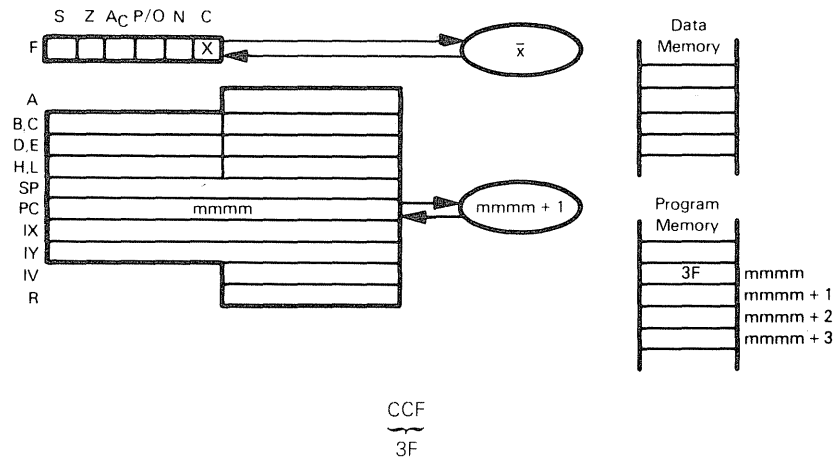 S Z AC P/O N C
F X x̄
Data
Memory
A
B,C
D,E
H,L
SP
PC mmmm mmmm + 1
IX
IY
IV
R
Program
Memory
3F mmmm
mmmm + 1
mmmm + 2
mmmm + 3
CCF
3F